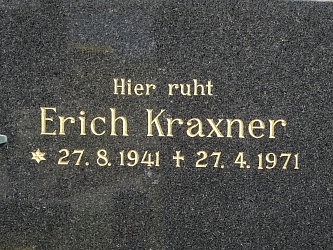 Hier ruht
Erich Kraxner
* 27.8.1941 † 27.4.1971